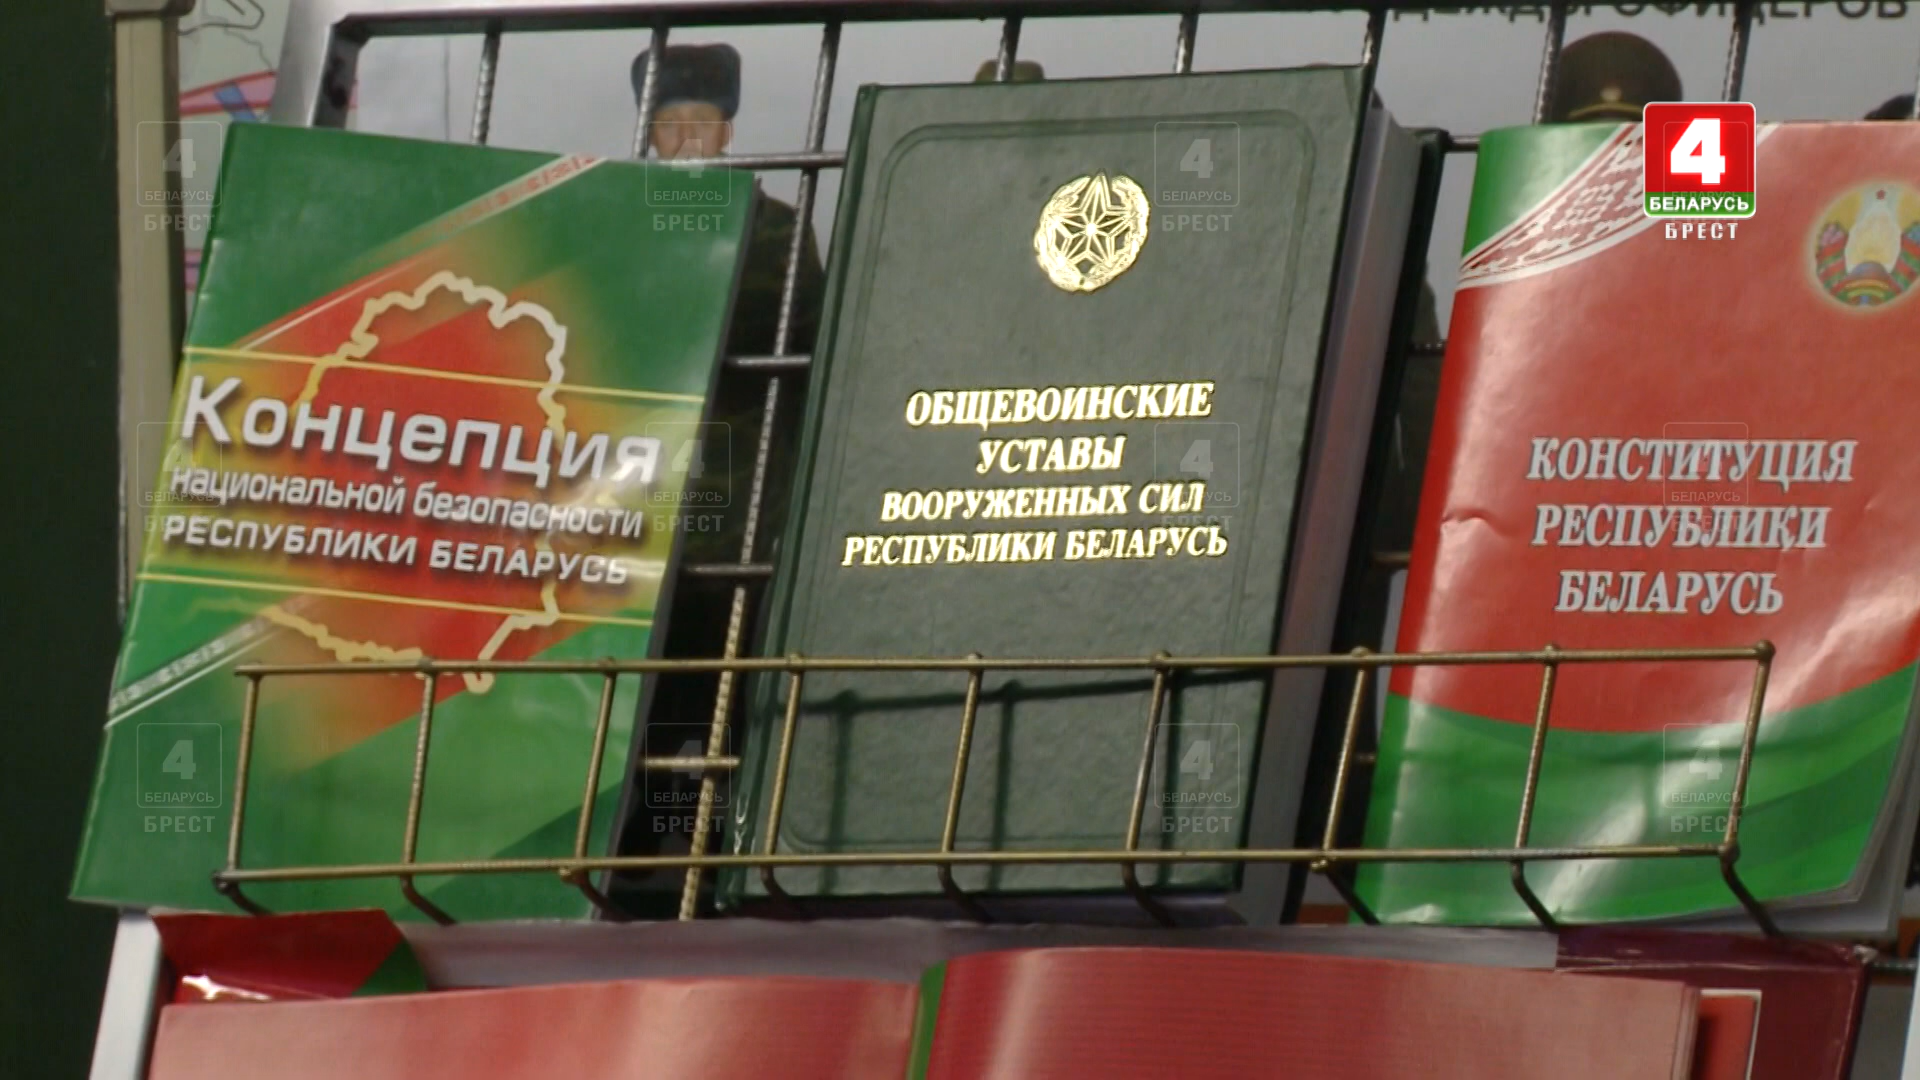 Концепция
национальной безопасности
РЕСПУБЛИКИ БЕЛАРУСЬ
ОБЩЕВОИНСКИЕ
УСТАВЫ
ВООРУЖЕННЫХ СИЛ
РЕСПУБЛИКИ БЕЛАРУСЬ
КОНСТИТУЦИЯ
РЕСПУБЛИКИ
БЕЛАРУСЬ
4
БЕЛАРУСЬ
БРЕСТ